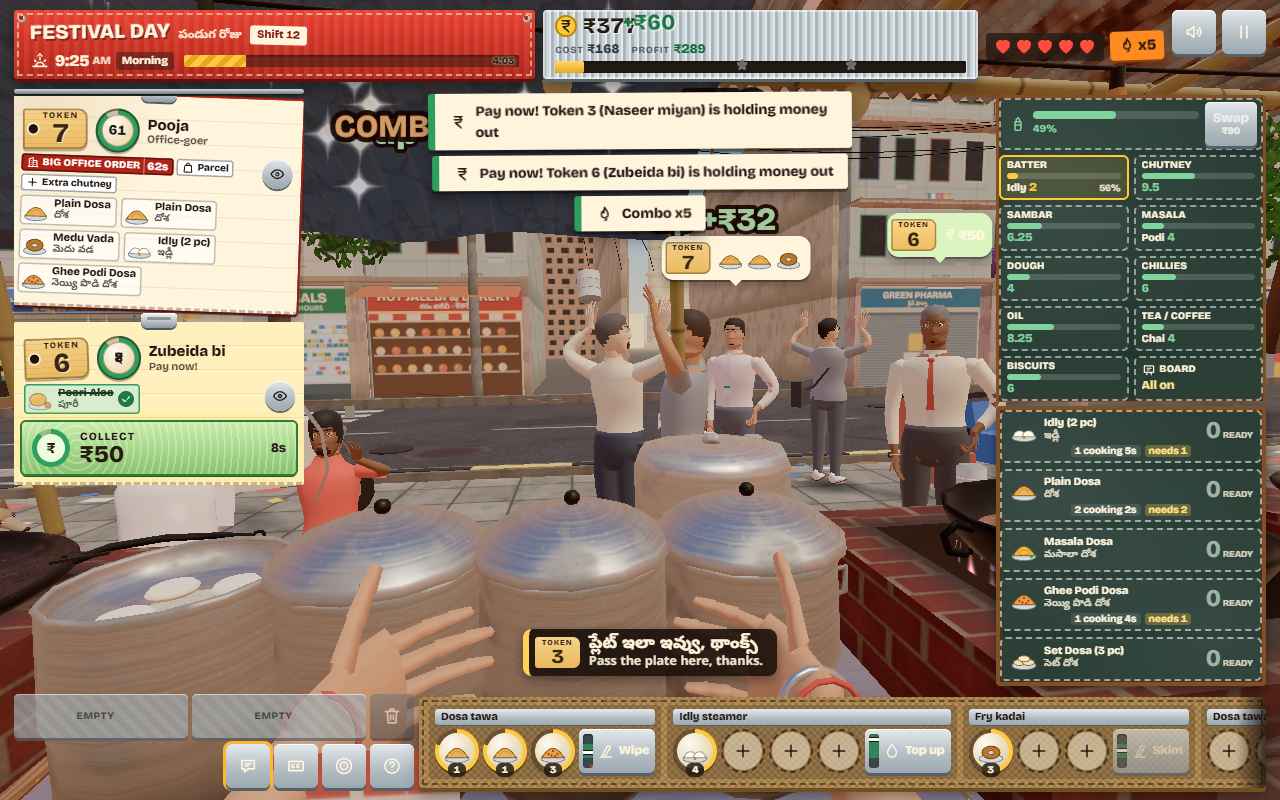 FESTIVAL DAY పండుగ రోజు Shift 12
9:25 AM Morning 4:03
+₹60
COST ₹168 PROFIT ₹289
x5
TOKEN 7
61
Pooja
Office-goer
BIG OFFICE ORDER 62s Parcel
+ Extra chutney
Plain Dosa
దోశ
Plain Dosa
దోశ
Medu Vada
మెదు వడ
Idly (2 pc)
ఇడ్లీ
Ghee Podi Dosa
నెయ్యి పొడి దోశ
TOKEN 6
Zubeida bi
Pay now!
Poori Aloo
పూరీ
₹ COLLECT
₹50
8s
₹ Pay now! Token 3 (Naseer miyan) is holding money out
₹ Pay now! Token 6 (Zubeida bi) is holding money out
Combo x5
+₹32
TOKEN 7
TOKEN 6
₹ ₹50
GREEN PHARMA
49%
Swap
₹90
BATTER
Idly 2 56%
CHUTNEY
9.5
SAMBAR
6.25
MASALA
Podi 4
DOUGH
4
CHILLIES
6
OIL
8.25
TEA / COFFEE
Chai 4
BISCUITS
6
BOARD
All on
Idly (2 pc)
ఇడ్లీ
0 READY
1 cooking 5s needs 1
Plain Dosa
దోశ
0 READY
2 cooking 2s needs 2
Masala Dosa
మసాలా దోశ
0 READY
Ghee Podi Dosa
నెయ్యి పొడి దోశ
0 READY
1 cooking 4s needs 1
Set Dosa (3 pc)
సెట్ దోశ
0 READY
TOKEN 3
ప్లేట్ ఇలా ఇవ్వు, థాంక్స్
Pass the plate here, thanks.
EMPTY
EMPTY
Dosa tawa
1 1 3 Wipe
Idly steamer
4 + + + Top up
Fry kadai
3 + + Skim
Dosa
+